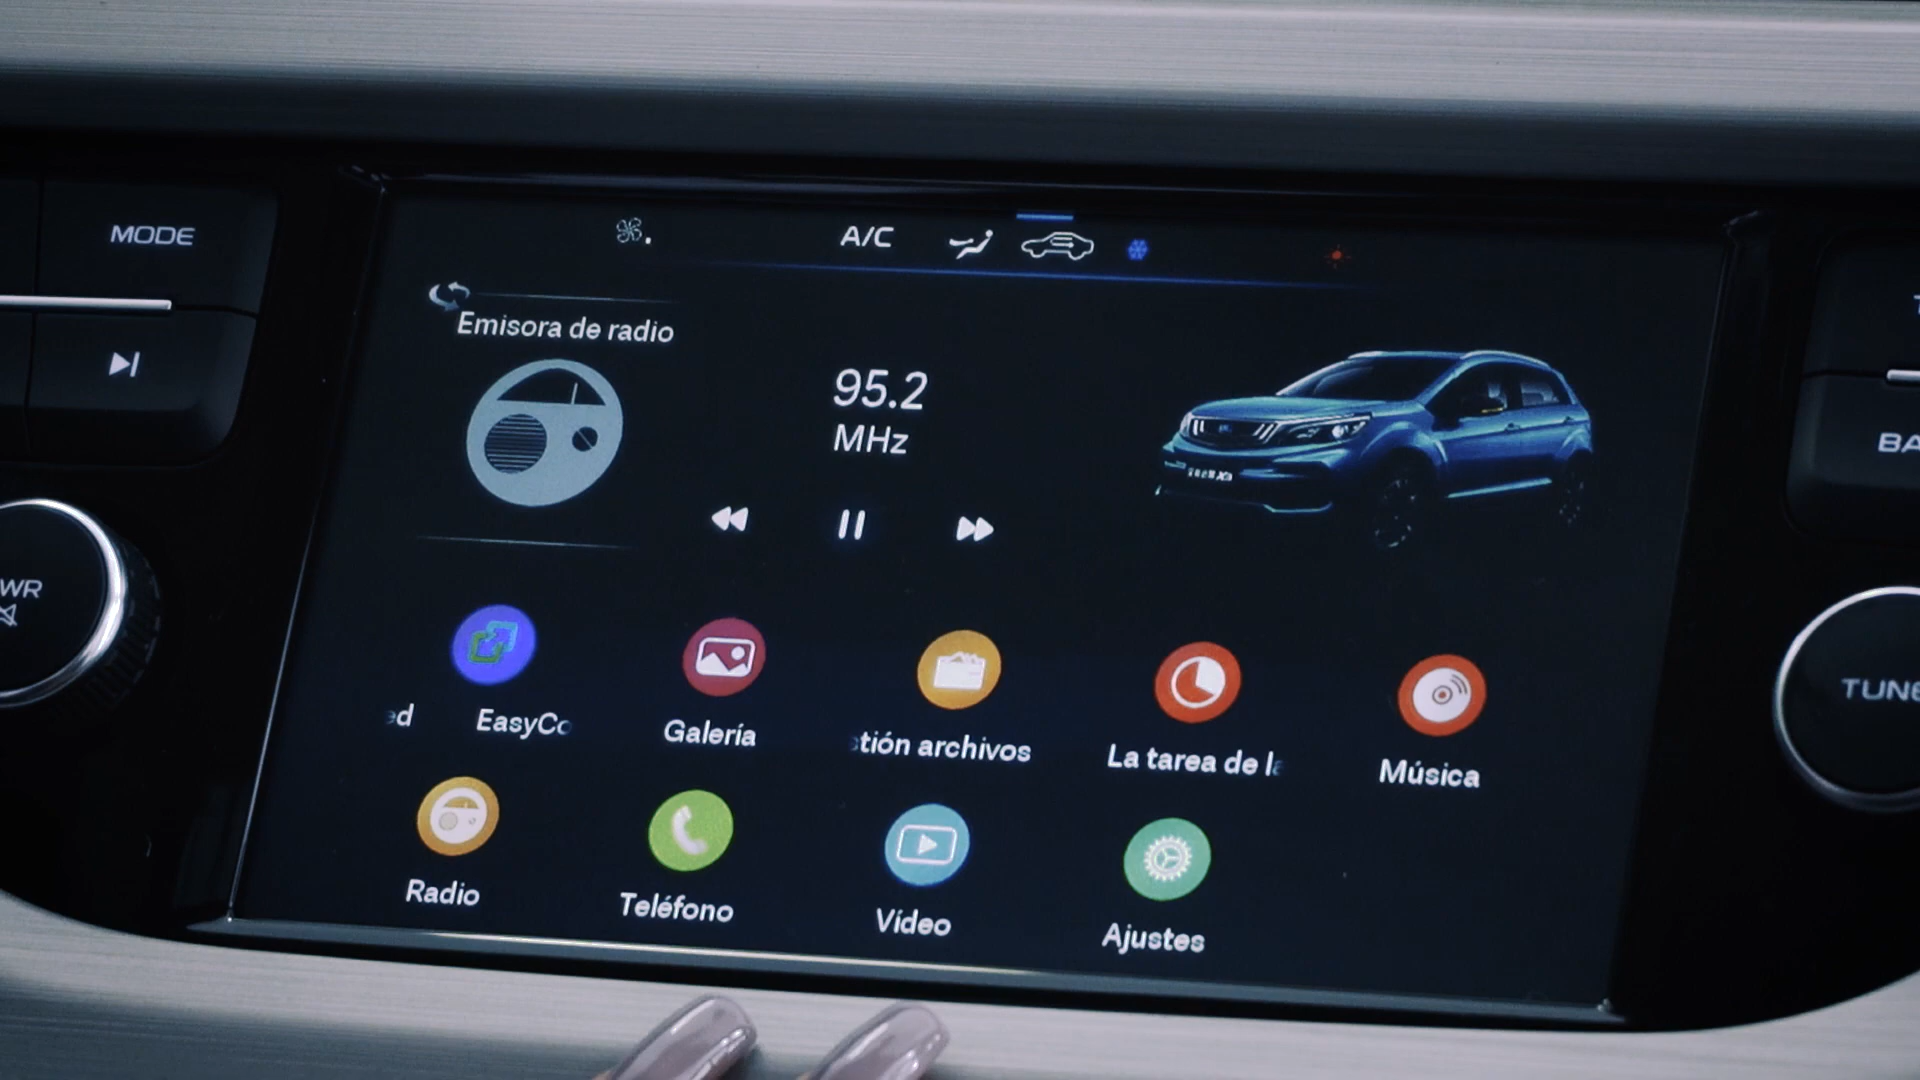 MODE
A/C
Emisora de radio
95.2
MHz
WR
BA
TUNE
ed
EasyCo
Galería
tión archivos
La tarea de la
Música
Radio
Teléfono
Vídeo
Ajustes